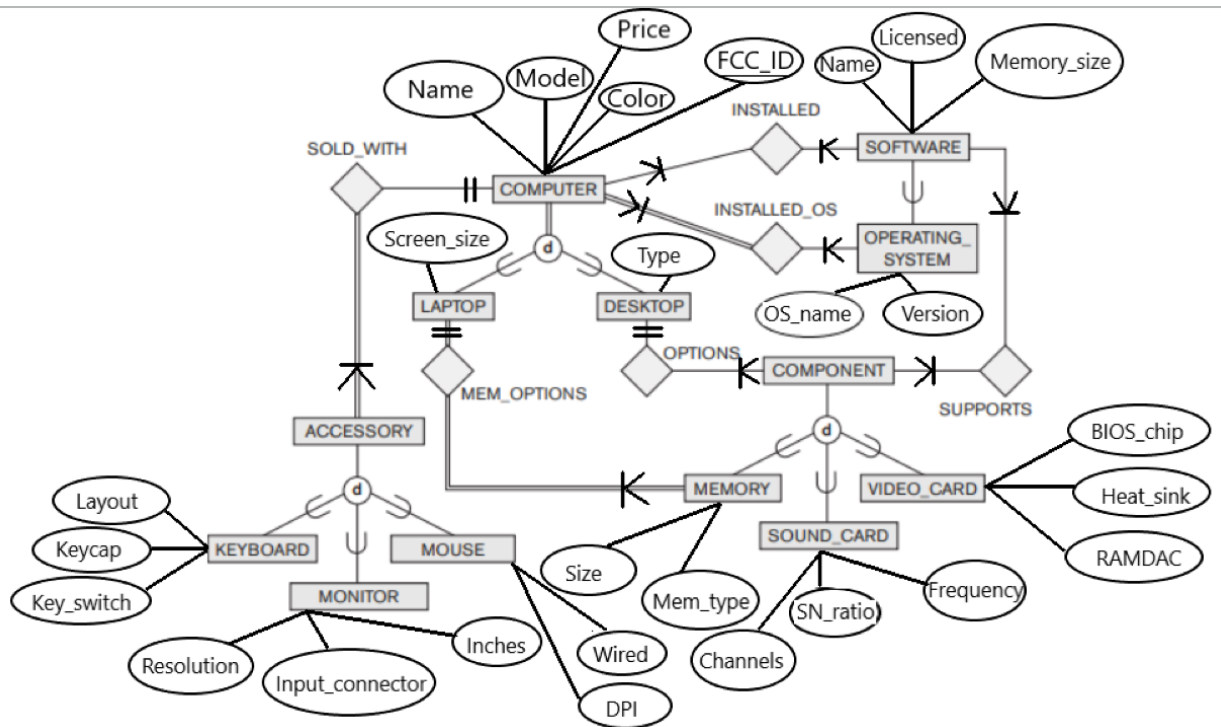 Price
Licensed
Model
FCC_ID
Name
Memory_size
Name
Color
INSTALLED
SOLD_WITH
SOFTWARE
COMPUTER
INSTALLED_OS
Screen_size
d
Type
OPERATING_
SYSTEM
LAPTOP
DESKTOP
OS_name
Version
OPTIONS
COMPONENT
MEM_OPTIONS
SUPPORTS
ACCESSORY
d
BIOS_chip
Layout
d
MEMORY
VIDEO_CARD
Heat_sink
Keycap
KEYBOARD
MOUSE
SOUND_CARD
RAMDAC
Key_switch
MONITOR
Size
Mem_type
SN_ratio
Frequency
Resolution
Input_connector
Inches
Wired
Channels
DPI